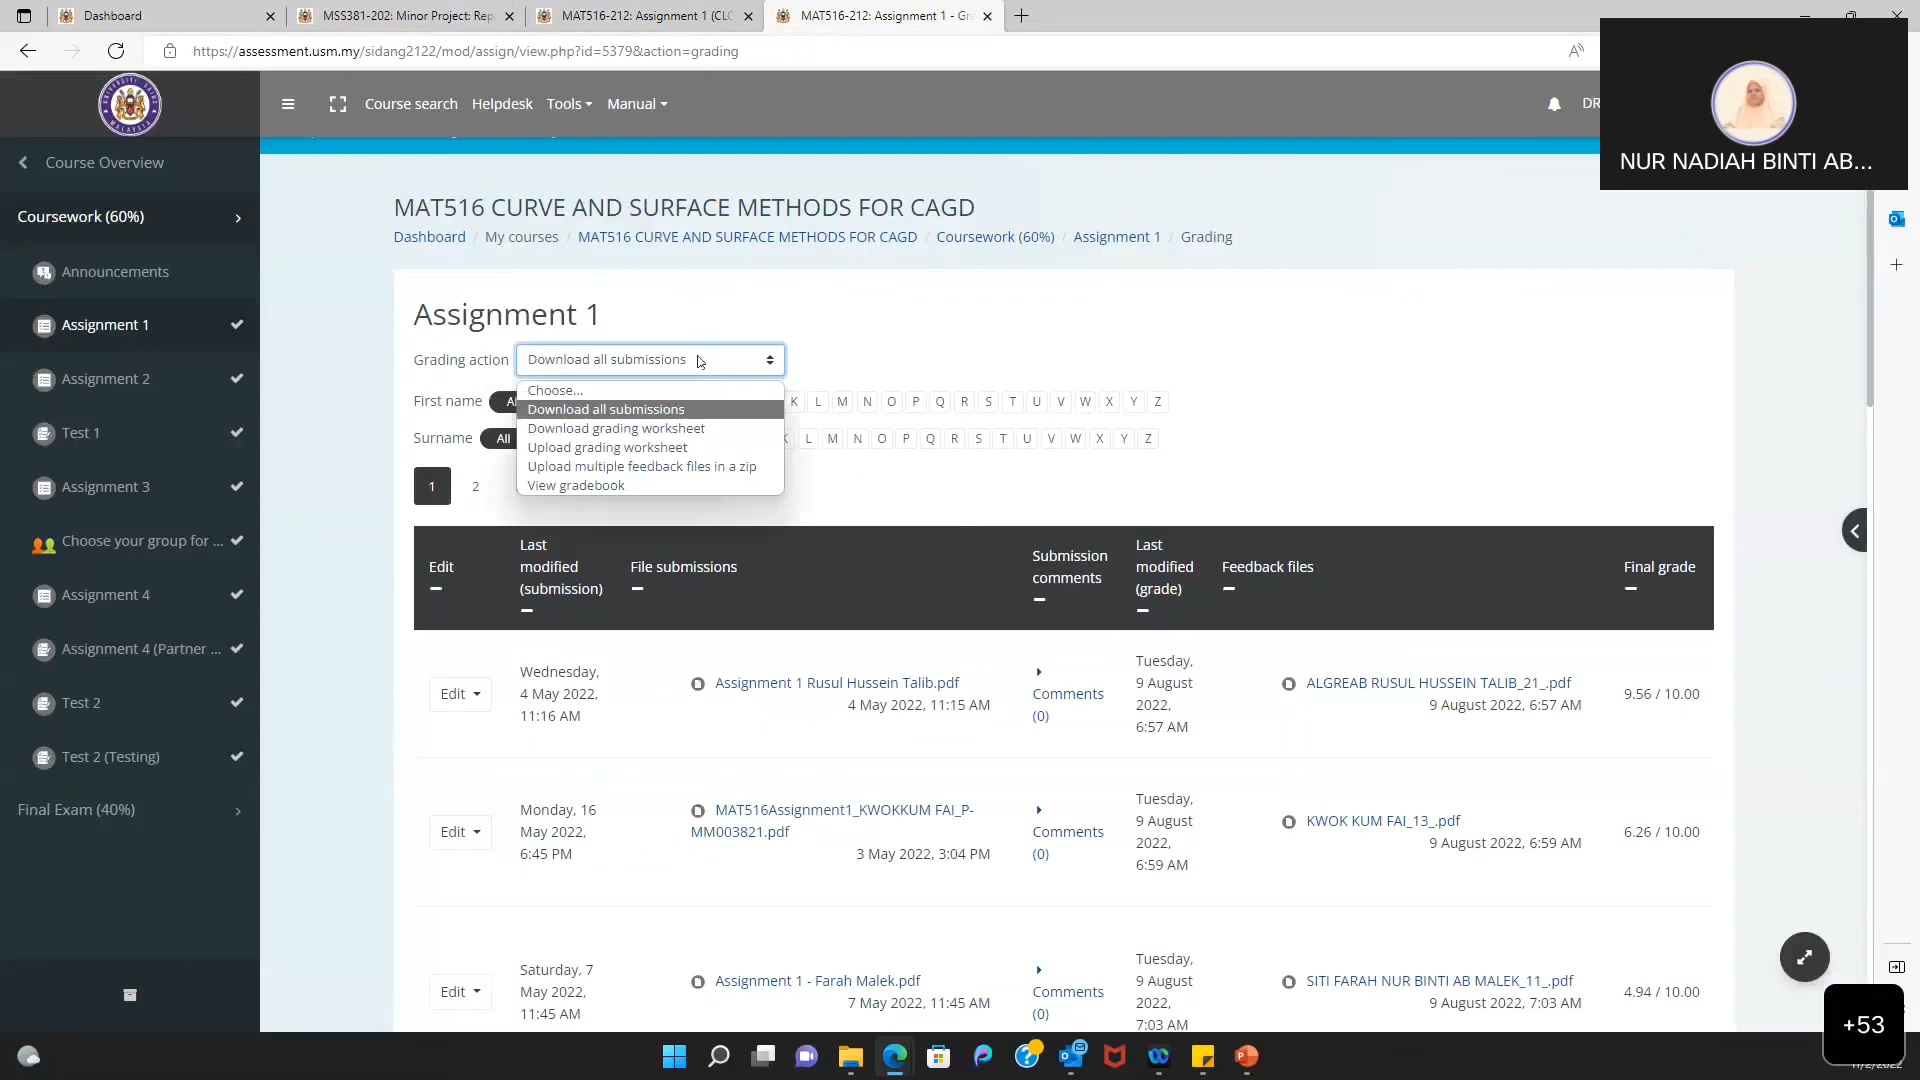 Dashboard
MSS381-202: Minor Project: Rep
MAT516-212: Assignment 1 (CLO
MAT516-212: Assignment 1 - Gr
https://assessment.usm.my/sidang2122/mod/assign/view.php?id=5379&action=grading
Course search
Helpdesk
Tools
Manual
DR
NUR NADIAH BINTI AB...
Course Overview
Coursework (60%)
Announcements
Assignment 1
Assignment 2
Test 1
Assignment 3
Choose your group for ...
Assignment 4
Assignment 4 (Partner ...
Test 2
Test 2 (Testing)
Final Exam (40%)
MAT516 CURVE AND SURFACE METHODS FOR CAGD
Dashboard / My courses / MAT516 CURVE AND SURFACE METHODS FOR CAGD / Coursework (60%) / Assignment 1 / Grading
Assignment 1
Grading action Download all submissions
Choose...
Download all submissions
Download grading worksheet
Upload grading worksheet
Upload multiple feedback files in a zip
View gradebook
First name K L M N O P Q R S T U V W X Y Z
Surname All L M N O P Q R S T U V W X Y Z
1 2
Edit
Last modified (submission)
File submissions
Submission comments
Last modified (grade)
Feedback files
Final grade
Edit
Wednesday, 4 May 2022, 11:16 AM
Assignment 1 Rusul Hussein Talib.pdf
4 May 2022, 11:15 AM
Comments (0)
Tuesday, 9 August 2022, 6:57 AM
ALGREAB RUSUL HUSSEIN TALIB_21_.pdf
9 August 2022, 6:57 AM
9.56 / 10.00
Edit
Monday, 16 May 2022, 6:45 PM
MAT516Assignment1_KWOKKUM FAI_P-MM003821.pdf
3 May 2022, 3:04 PM
Comments (0)
Tuesday, 9 August 2022, 6:59 AM
KWOK KUM FAI_13_.pdf
9 August 2022, 6:59 AM
6.26 / 10.00
Edit
Saturday, 7 May 2022, 11:45 AM
Assignment 1 - Farah Malek.pdf
7 May 2022, 11:45 AM
Comments (0)
Tuesday, 9 August 2022, 7:03 AM
SITI FARAH NUR BINTI AB MALEK_11_.pdf
9 August 2022, 7:03 AM
4.94 / 10.00
+53